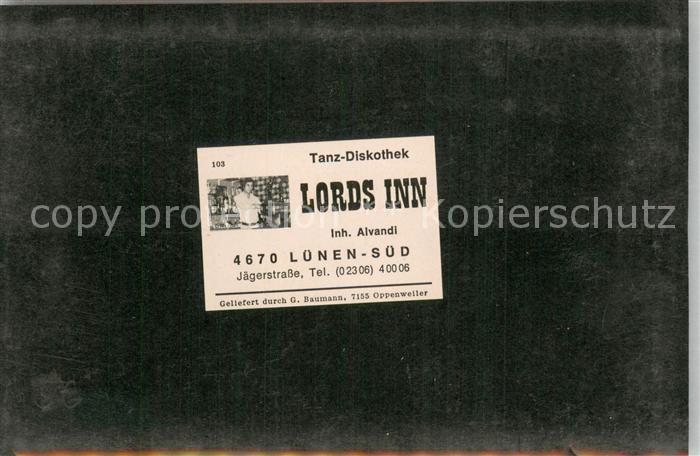 103
Tanz-Diskothek
LORDS INN
Inh. Alvandi
4670 LÜNEN-SÜD
Jägerstraße, Tel. (02306) 40006
Geliefert durch G. Baumann, 7155 Oppenweiler
copy protection ** Kopierschutz